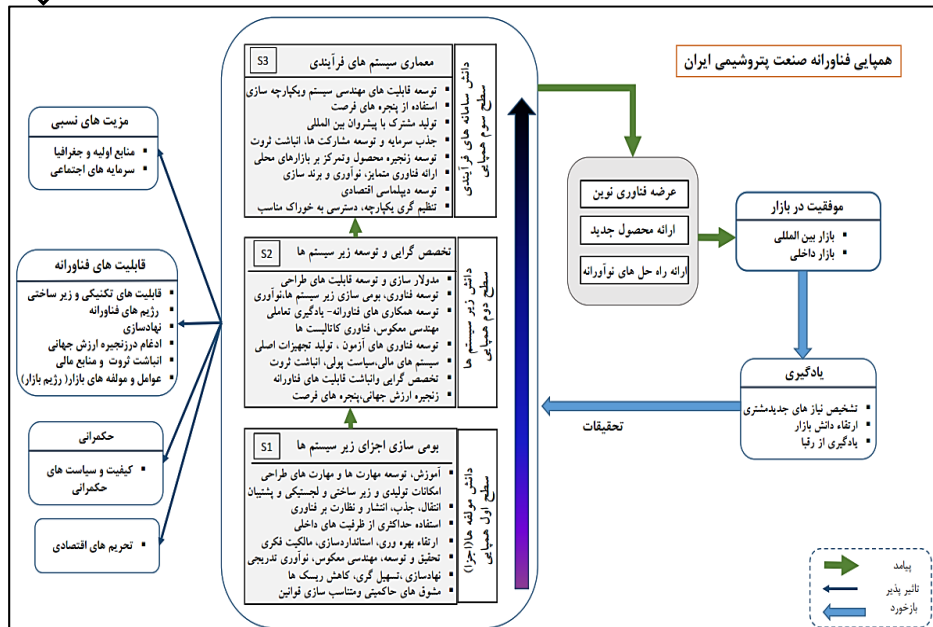 همپایی فناورانه صنعت پتروشیمی ایران
S3
معماری سیستم های فرآیندی
توسعه قابلیت های مهندسی سیستم ویکپارچه سازی
استفاده از پنجره های فرصت
تولید مشترک با پیشروان بین المللی
جذب سرمایه و توسعه مشارکت ها، انباشت ثروت
توسعه زنجیره محصول وتمرکز بر بازارهای محلی
ارائه فناوری متمایز، نوآوری و برند سازی
توسعه دیپلماسی اقتصادی
تنظیم گری یکپارچه، دسترسی به خوراک مناسب
دانش سامانه های فرآیندی
سطح سوم همپایی
S2
تخصص گرایی و توسعه زیر سیستم ها
مدولار سازی و توسعه قابلیت های طراحی
توسعه فناوری، بومی سازی زیر سیستم ها،نوآوری
توسعه همکاری های فناورانه- یادگیری تعاملی
مهندسی معکوس، فناوری کاتالیست ها
توسعه فناوری های آزمون ، تولید تجهیزات اصلی
سیستم های مالی،سیاست پولی، انباشت ثروت
تخصص گرایی وانباشت قابلیت های فناورانه
زنجیره ارزش جهانی،پنجره های فرصت
دانش زیر سیستم ها
سطح دوم همپایی
S1
بومی سازی اجزای زیر سیستم ها
آموزش، توسعه مهارت ها و مهارت های طراحی
امکانات تولیدی و زیر ساختی و لجستیکی و پشتیبان
انتقال، جذب، انتشار و نظارت بر فناوری
استفاده حداکثری از ظرفیت های داخلی
ارتقاء بهره وری، استانداردسازی، مالکیت فکری
تحقیق و توسعه، مهندسی معکوس، نوآوری تدریجی
نهادسازی ،تسهیل گری، کاهش ریسک ها
مشوق های حاکمیتی ومتناسب سازی قوانین
دانش مولفه ها(اجزا)
سطح اول همپایی
عرضه فناوری نوین
ارائه محصول جدید
ارائه راه حل های نوآورانه
موفقیت در بازار
بازار بین المللی
بازار داخلی
یادگیری
تشخیص نیاز های جدیدمشتری
ارتقاء دانش بازار
یادگیری از رقبا
تحقیقات
مزیت های نسبی
منابع اولیه و جغرافیا
سرمایه های اجتماعی
قابلیت های فناورانه
قابلیت های تکنیکی و زیر ساختی
رژیم های فناورانه
نهادسازی
ادغام درزنجیره ارزش جهانی
انباشت ثروت و منابع مالی
عوامل و مولفه های بازار( رژیم بازار)
حکمرانی
کیفیت و سیاست های
حکمرانی
تحریم های اقتصادی
پیامد
تاثیر پذیر
بازخورد